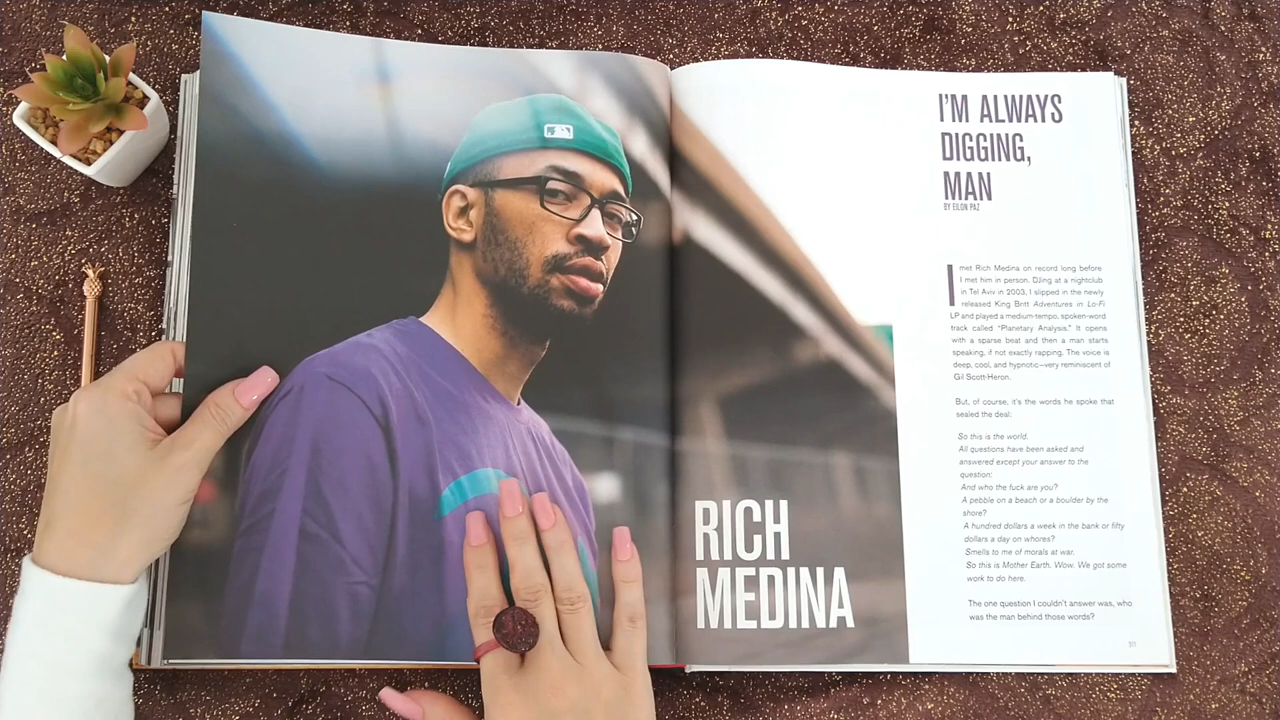 RICH
MEDINA
I'M ALWAYS
DIGGING,
MAN
BY EILON PAZ
I met Rich Medina on record long before
I met him in person. DJing at a nightclub
in Tel Aviv in 2003, I slipped in the newly
released King Britt Adventures in Lo-Fi
LP and played a medium-tempo, spoken-word
track called “Planetary Analysis.” It opens
with a sparse beat and then a man starts
speaking, if not exactly rapping. The voice is
deep, cool, and hypnotic—very reminiscent of
Gil Scott-Heron.
But, of course, it's the words he spoke that
sealed the deal:
So this is the world.
All questions have been asked and
answered except your answer to the
question:
And who the fuck are you?
A pebble on a beach or a boulder by the
shore?
A hundred dollars a week in the bank or fifty
dollars a day on whores?
Smells to me of morals at war.
So this is Mother Earth. Wow. We got some
work to do here.
The one question I couldn't answer was, who
was the man behind those words?